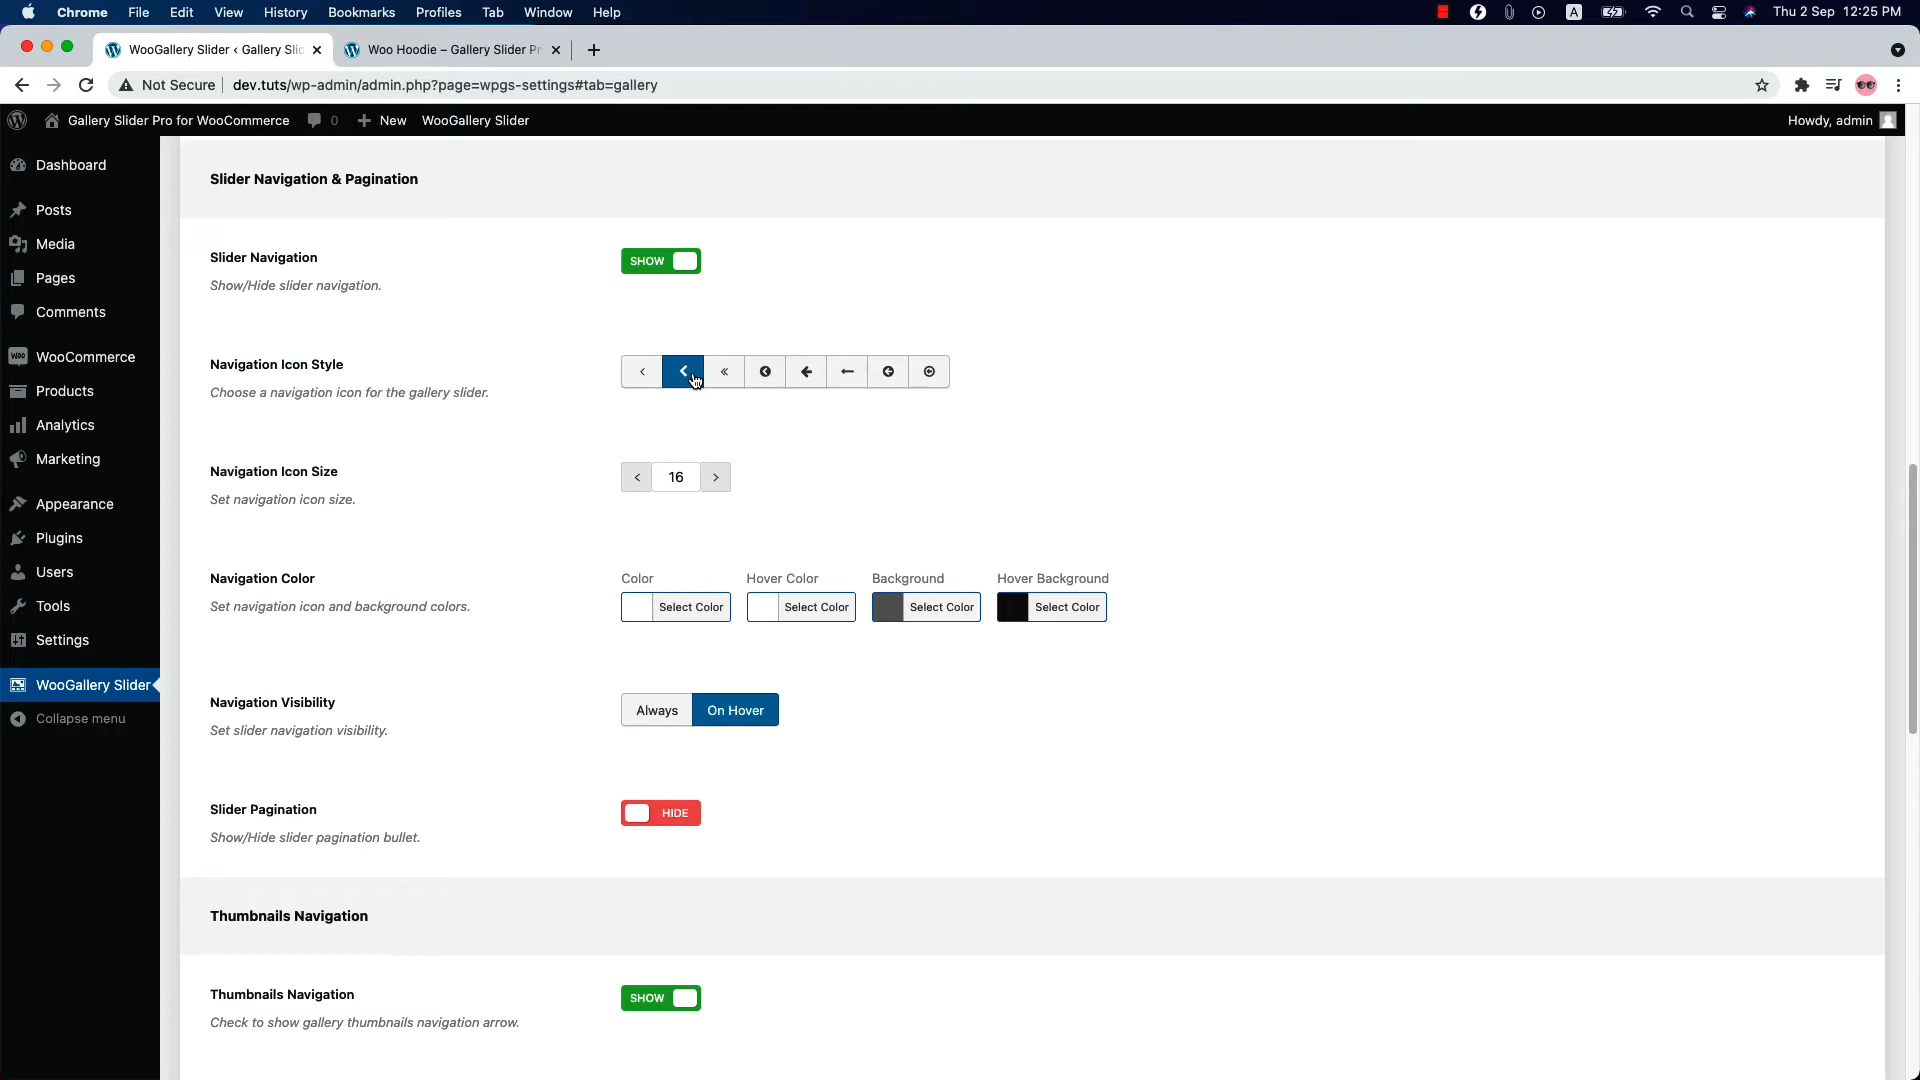 Chrome File Edit View History Bookmarks Profiles Tab Window Help A Thu 2 Sep 12:25 PM
WooGallery Slider ‹ Gallery Slid Woo Hoodie – Gallery Slider Pr
Not Secure dev.tuts/wp-admin/admin.php?page=wpgs-settings#tab=gallery
Gallery Slider Pro for WooCommerce 0 New WooGallery Slider Howdy, admin
Dashboard
Posts
Media
Pages
Comments
WooCommerce
Products
Analytics
Marketing
Appearance
Plugins
Users
Tools
Settings
WooGallery Slider
Collapse menu
Slider Navigation & Pagination
Slider Navigation
Show/Hide slider navigation.
SHOW
Navigation Icon Style
Choose a navigation icon for the gallery slider.
Navigation Icon Size
Set navigation icon size.
16
Navigation Color
Set navigation icon and background colors.
Color Hover Color Background Hover Background
Select Color Select Color Select Color Select Color
Navigation Visibility
Set slider navigation visibility.
Always On Hover
Slider Pagination
Show/Hide slider pagination bullet.
HIDE
Thumbnails Navigation
Thumbnails Navigation
Check to show gallery thumbnails navigation arrow.
SHOW